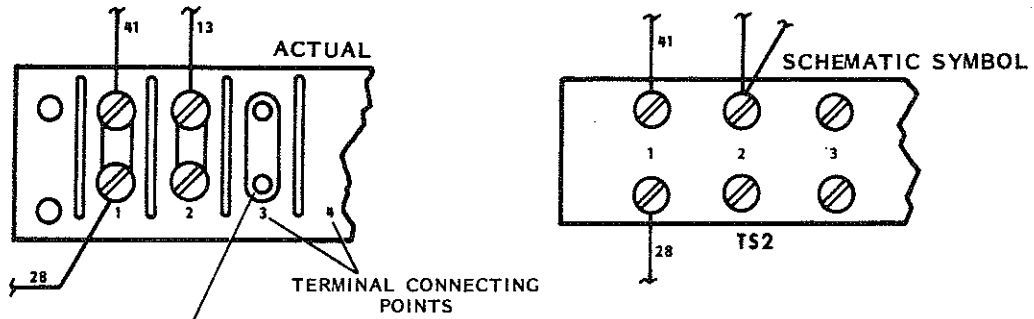 41
13
ACTUAL
1
2
3
4
28
TERMINAL CONNECTING
POINTS
41
SCHEMATIC SYMBOL
1
2
3
TS2
28